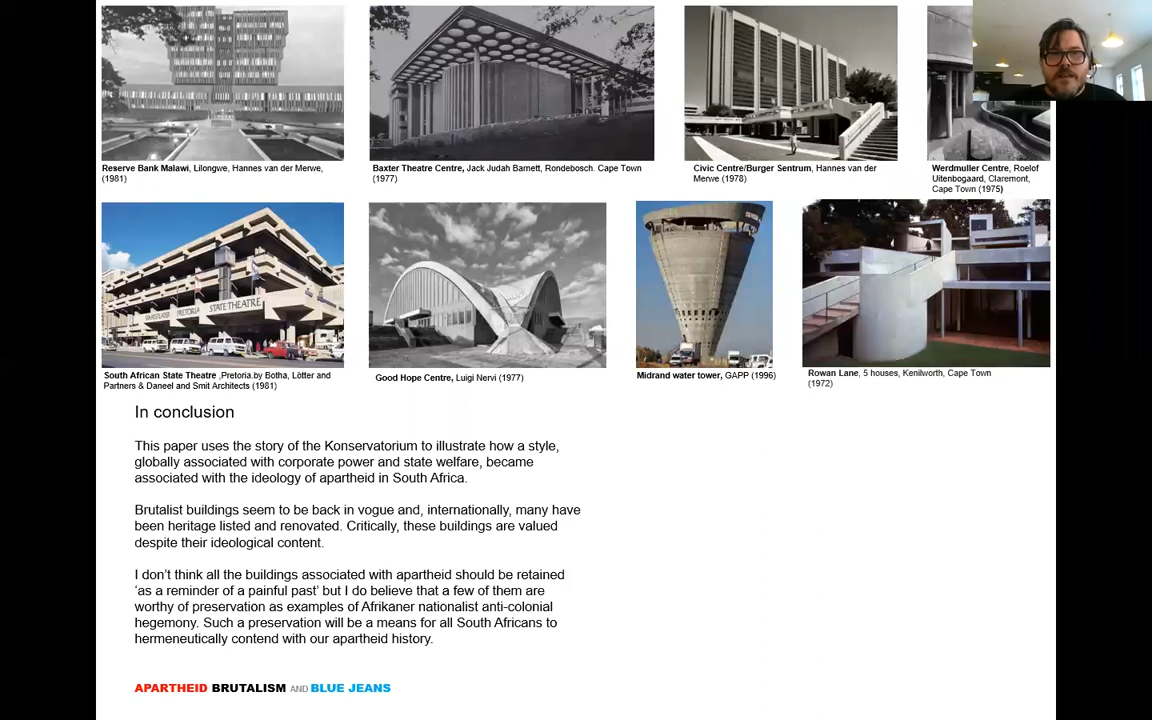 Reserve Bank Malawi, Lilongwe, Hannes van der Merwe,
(1981)
Baxter Theatre Centre, Jack Judah Barnett, Rondebosch. Cape Town
(1977)
Civic Centre/Burger Sentrum, Hannes van der
Merwe (1978)
Werdmuller Centre, Roelof
Uitenbogaard, Claremont,
Cape Town (1975)
STAATSTEATER PRETORIA STATE THEATRE
South African State Theatre ,Pretoria.by Botha, Lötter and
Partners & Daneel and Smit Architects (1981)
Good Hope Centre, Luigi Nervi (1977)
Midrand water tower, GAPP (1996)
Rowan Lane, 5 houses, Kenilworth, Cape Town
(1972)
In conclusion
This paper uses the story of the Konservatorium to illustrate how a style,
globally associated with corporate power and state welfare, became
associated with the ideology of apartheid in South Africa.
Brutalist buildings seem to be back in vogue and, internationally, many have
been heritage listed and renovated. Critically, these buildings are valued
despite their ideological content.
I don't think all the buildings associated with apartheid should be retained
'as a reminder of a painful past' but I do believe that a few of them are
worthy of preservation as examples of Afrikaner nationalist anti-colonial
hegemony. Such a preservation will be a means for all South Africans to
hermeneutically contend with our apartheid history.
APARTHEID BRUTALISM AND BLUE JEANS